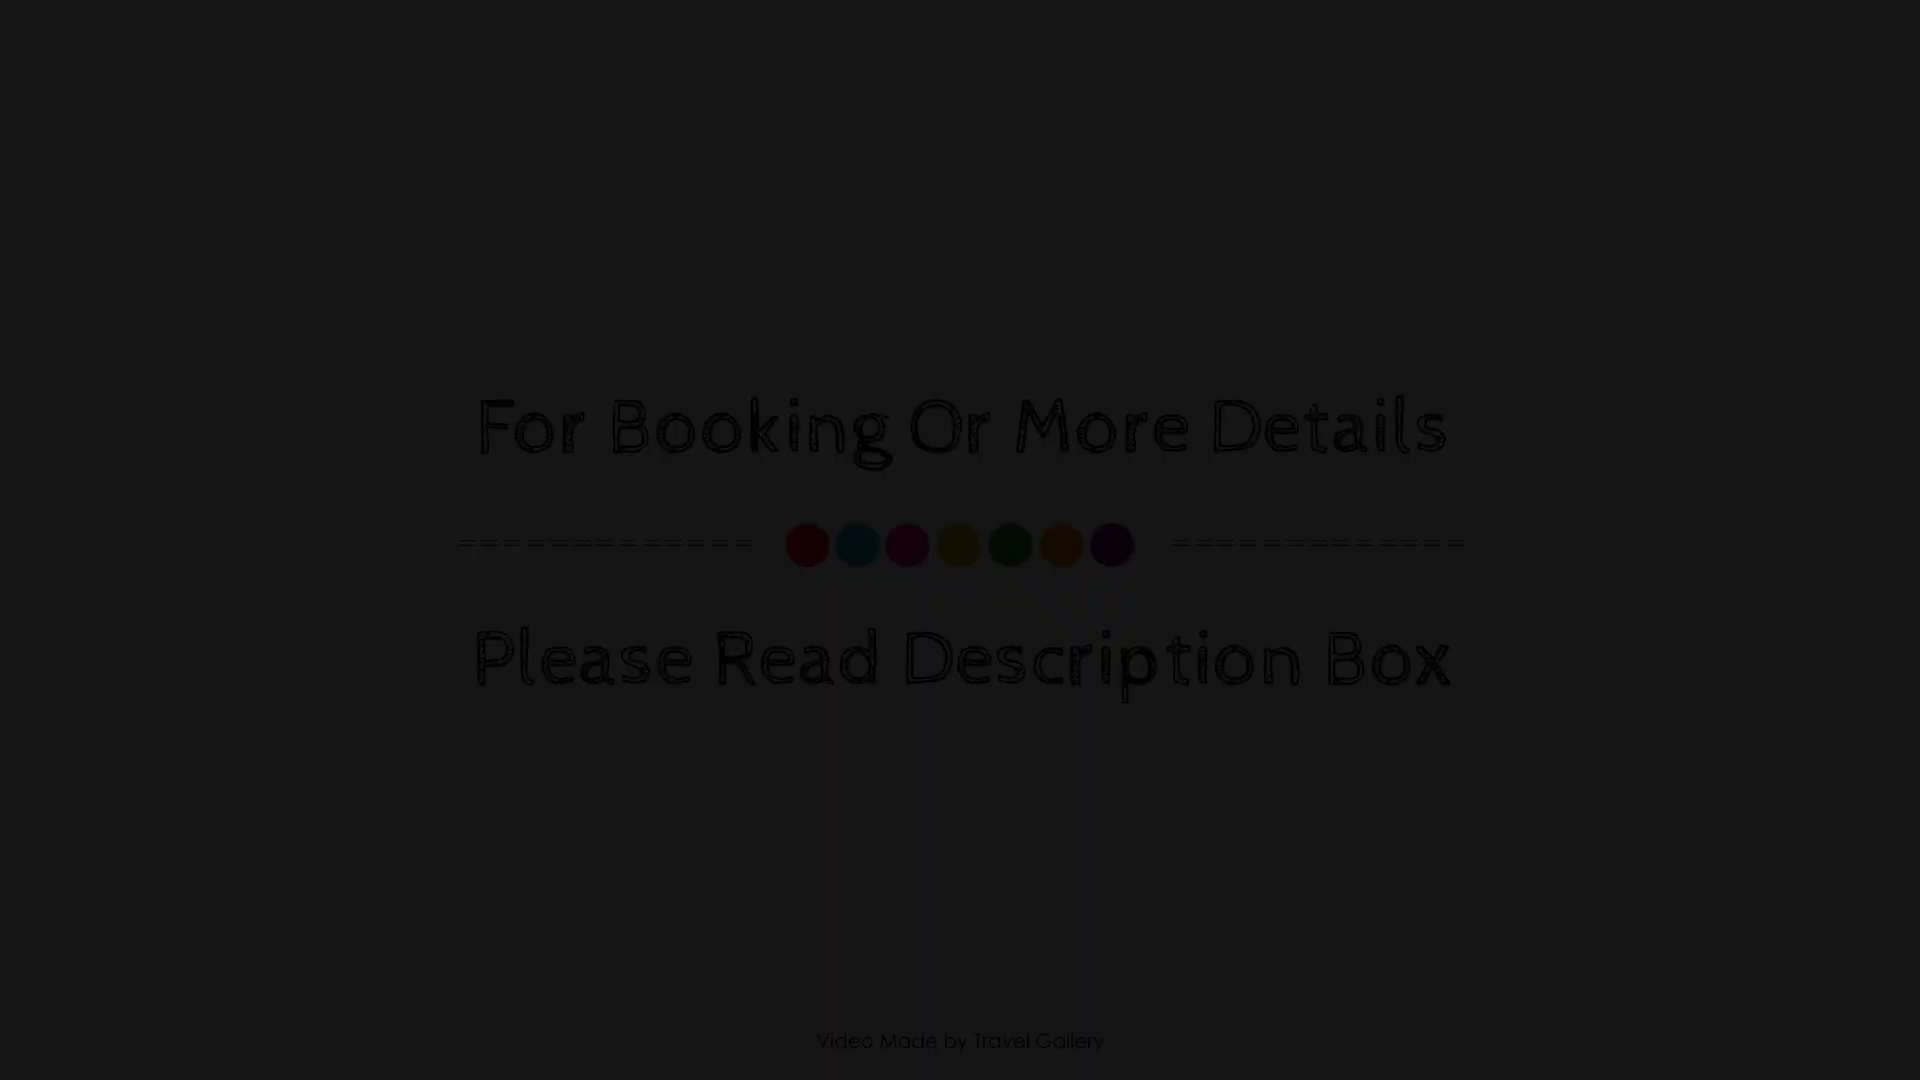 For Booking Or More Details
============= =============
Please Read Description Box
Video Made by Travel Gallery